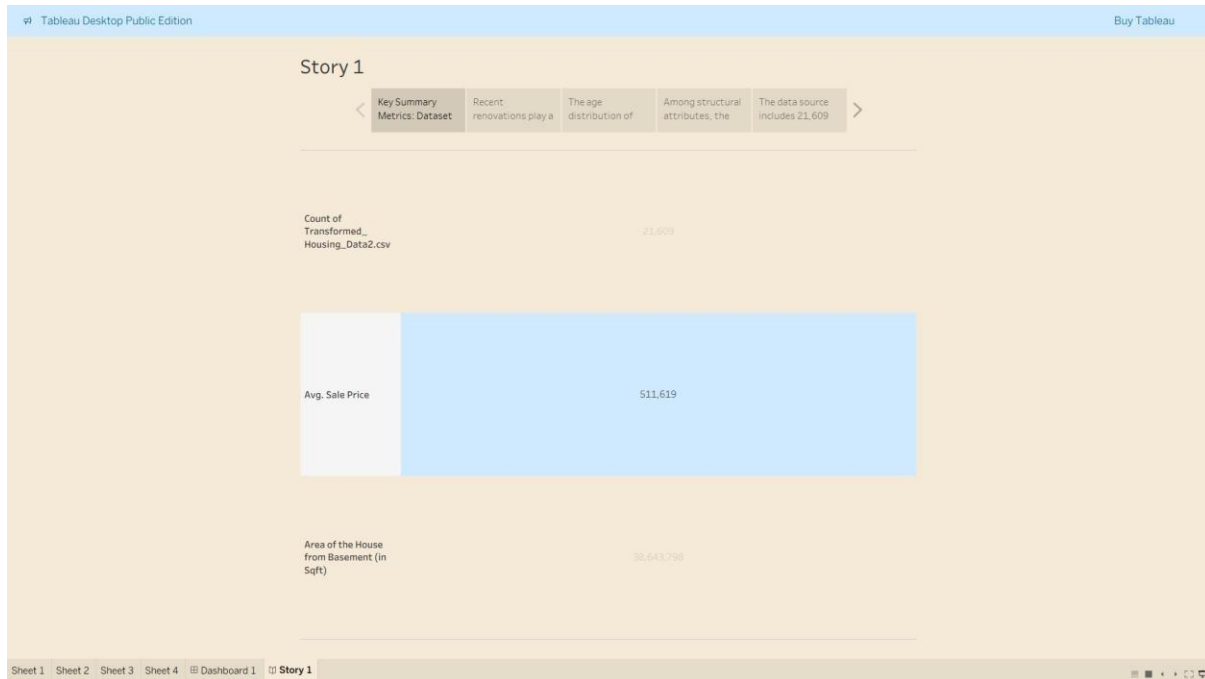 Tableau Desktop Public Edition
Buy Tableau
Story 1
Key Summary
Metrics: Dataset
Recent
renovations play a
The age
distribution of
Among structural
attributes, the
The data source
includes 21,609
Count of
Transformed_
Housing_Data2.csv
21,609
Avg. Sale Price
511,619
Area of the House
from Basement (in
Sqft)
38,643,796
Sheet 1
Sheet 2
Sheet 3
Sheet 4
Dashboard 1
Story 1